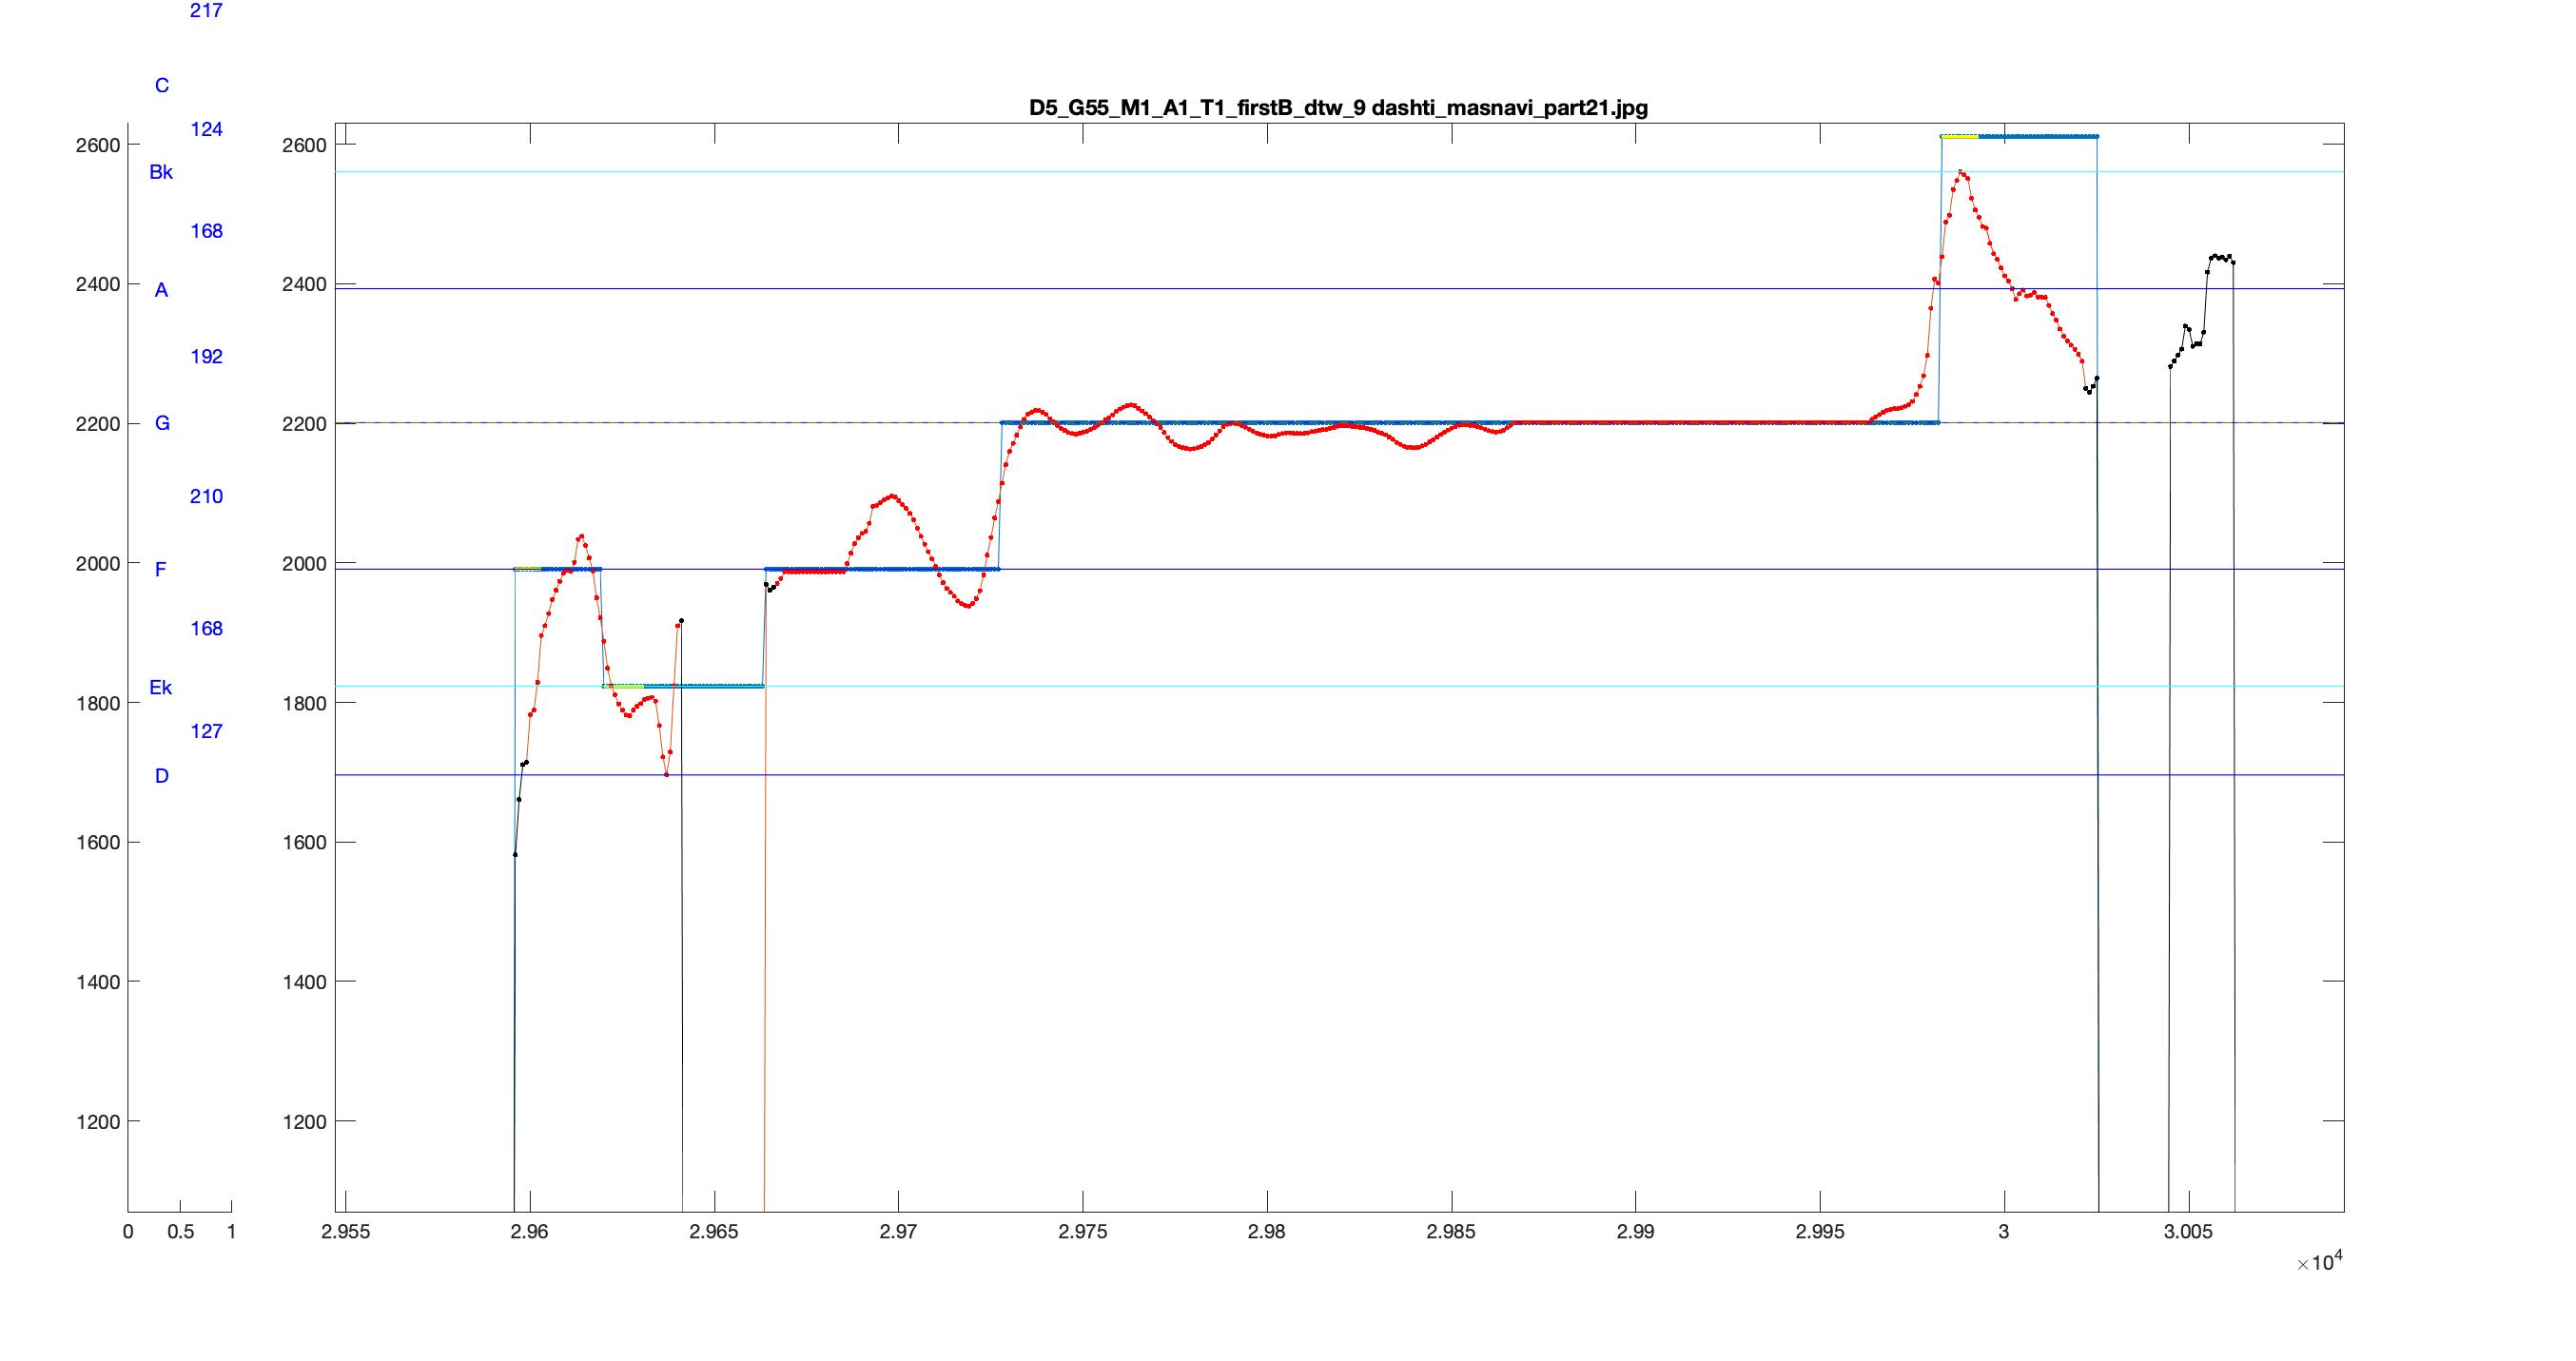 217
C
D5_G55_M1_A1_T1_firstB_dtw_9 dashti_masnavi_part21.jpg
124
2600 2600
Bk
168
2400 A 2400
192
2200 G 2200
210
2000 F 2000
168
Ek
1800 1800
127
D
1600 1600
1400 1400
1200 1200
0 0.5 1 2.955 2.96 2.965 2.97 2.975 2.98 2.985 2.99 2.995 3 3.005
×10⁴